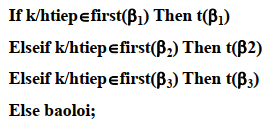 If k/htiep∈first(β₁) Then t(β₁)
Elseif k/htiep∈first(β₂) Then t(β2)
Elseif k/htiep∈first(β₃) Then t(β₃)
Else baoloi;